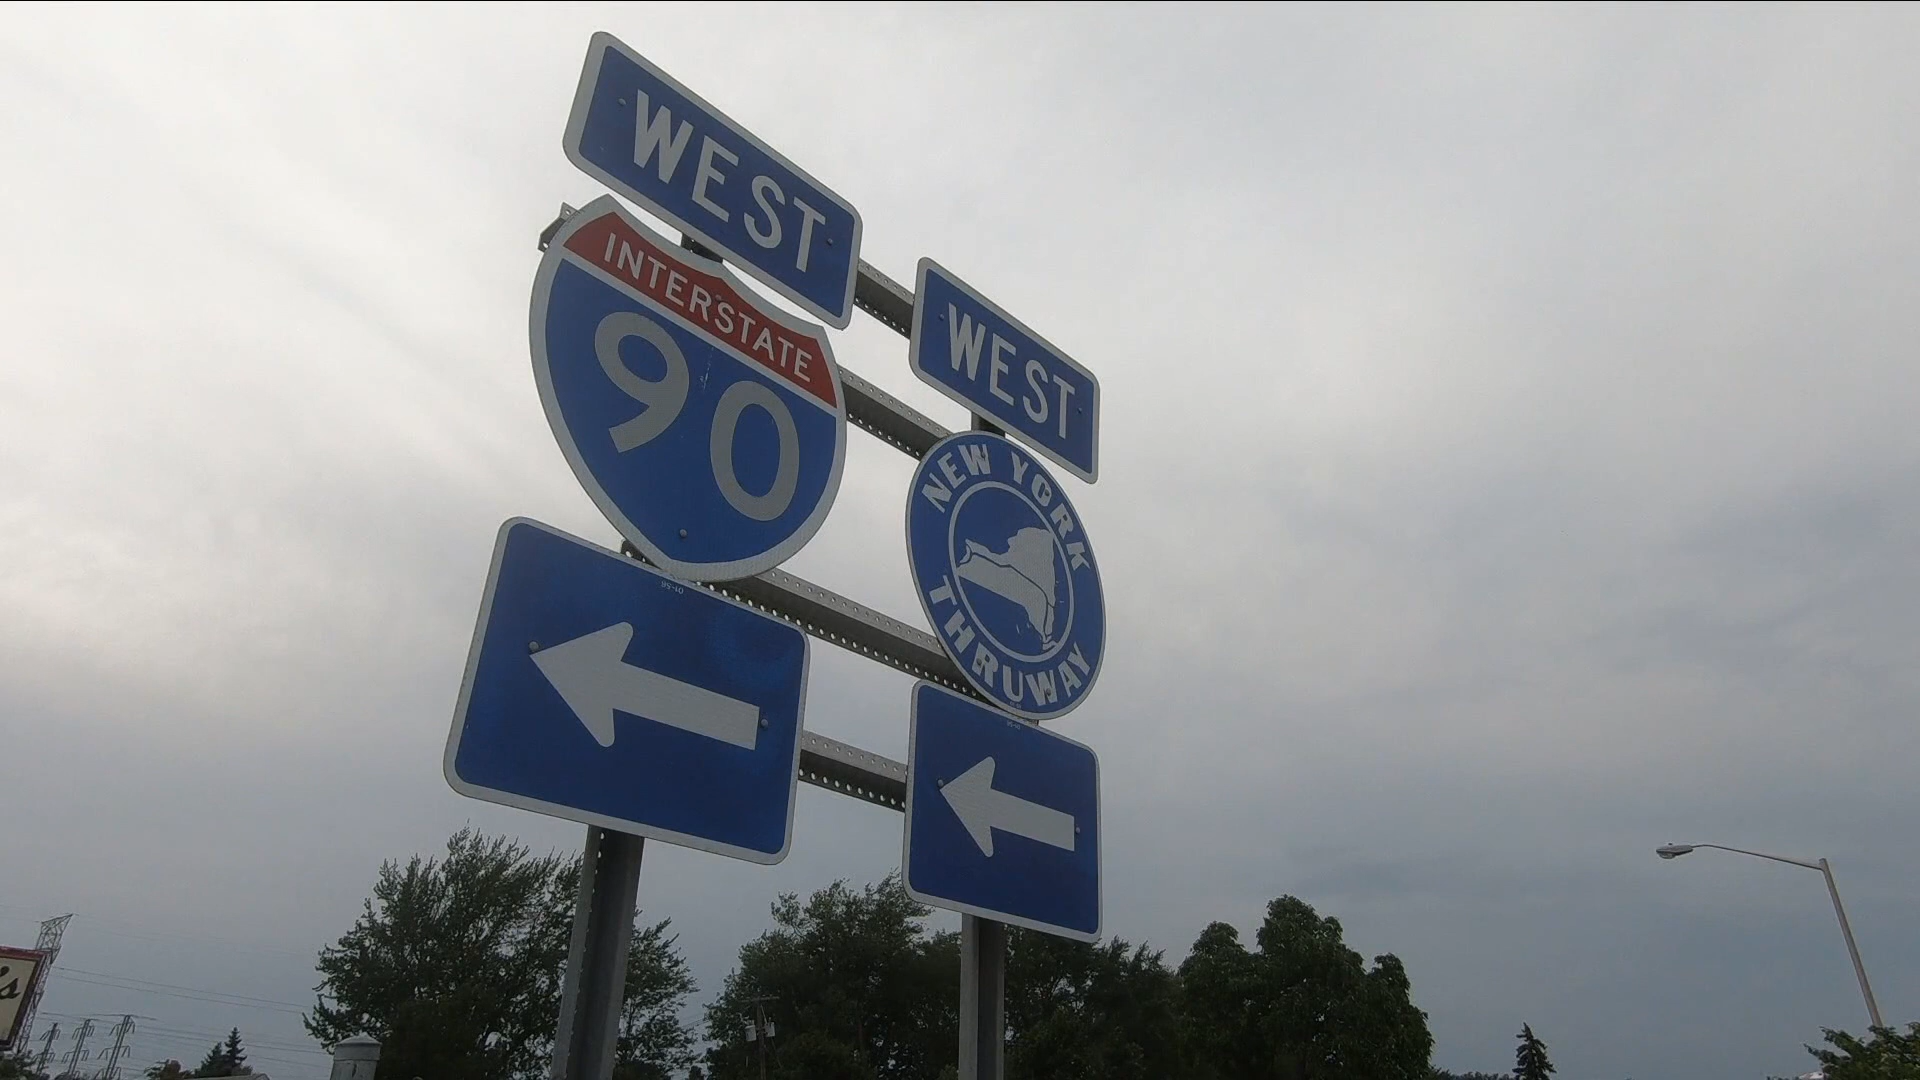 WEST
INTERSTATE
90
WEST
NEW YORK
THRUWAY
's